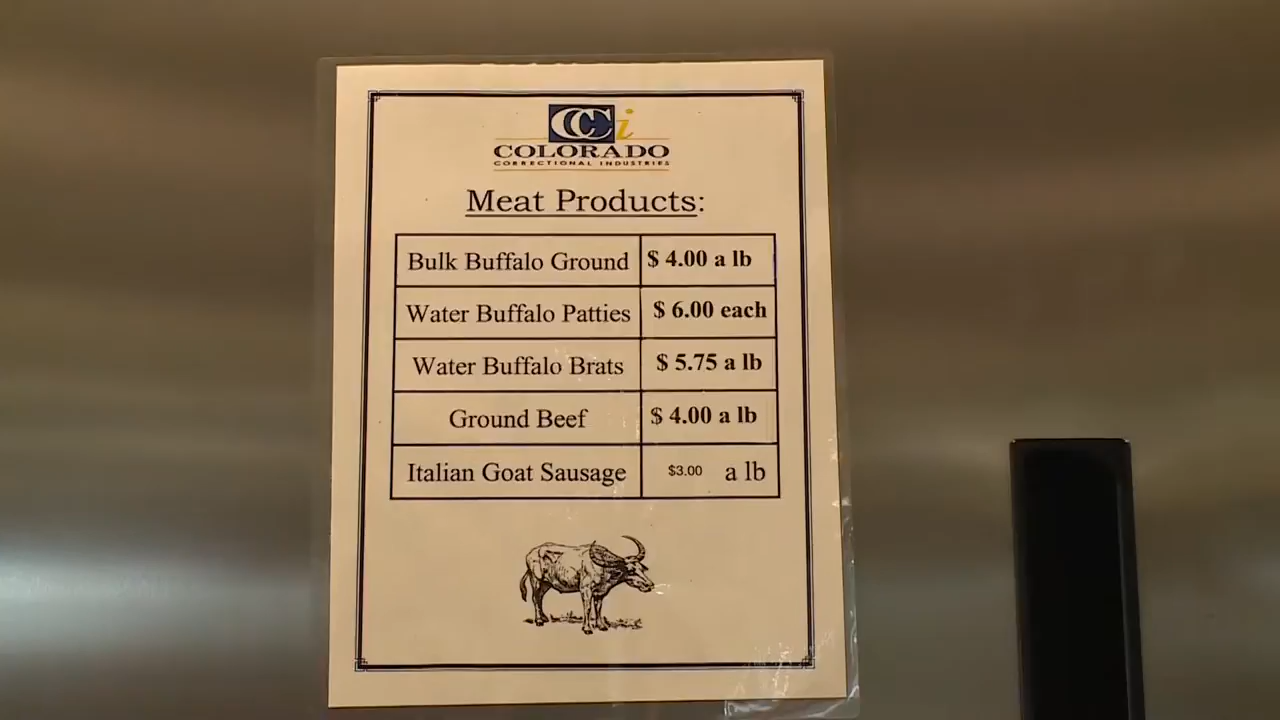 CCi
COLORADO
CORRECTIONAL INDUSTRIES
Meat Products:
Bulk Buffalo Ground $ 4.00 a lb
Water Buffalo Patties $ 6.00 each
Water Buffalo Brats $ 5.75 a lb
Ground Beef $ 4.00 a lb
Italian Goat Sausage $3.00 a lb